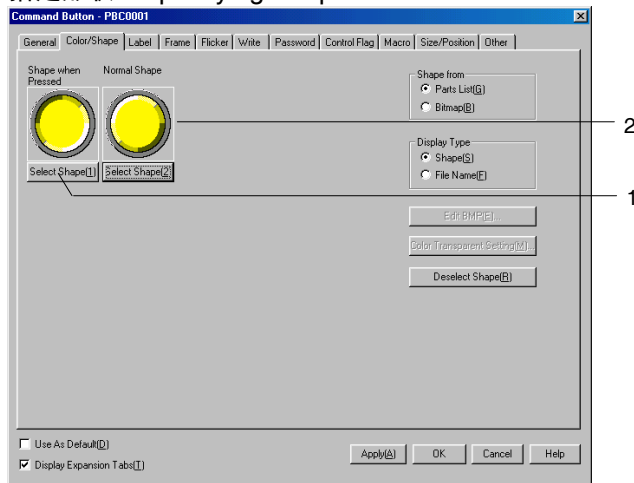 Command Button - PBC0001
General Color/Shape Label Frame Flicker Write Password Control Flag Macro Size/Position Other
Shape when Pressed
Normal Shape
Select Shape[1]
Select Shape[2]
Shape from
Parts List(G)
Bitmap(B)
Display Type
Shape(S)
File Name(F)
2
1
Edit BMP(E)...
Color Transparent Setting(M)...
Deselect Shape(R)
Use As Default(D)
Display Expansion Tabs(T)
Apply(A) OK Cancel Help